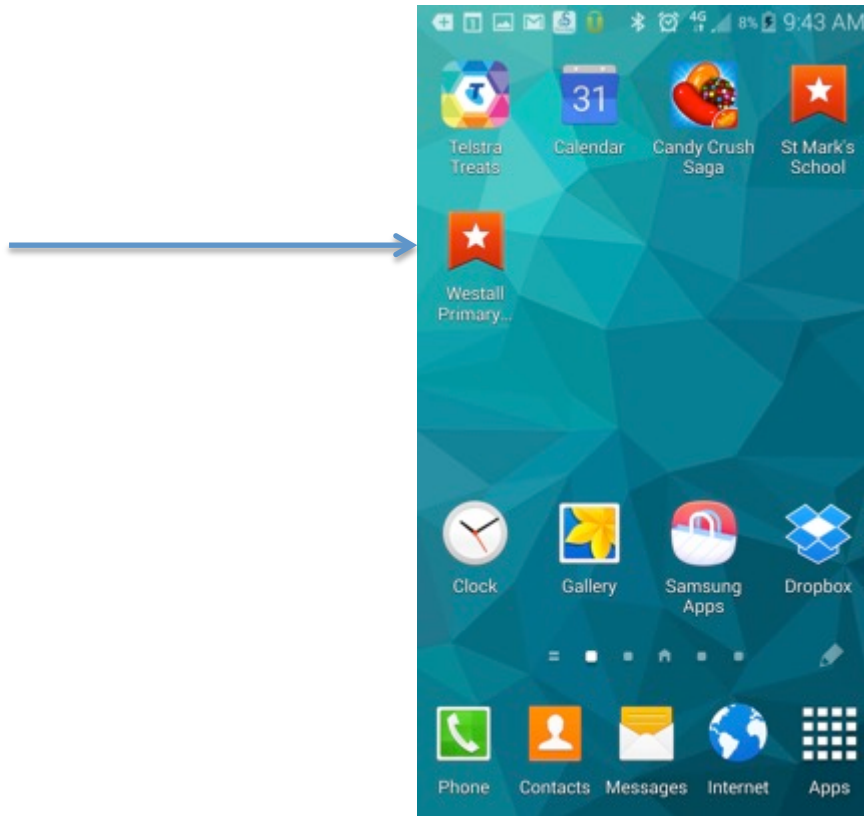 4G 8% 9:43 AM
31
Telstra Treats
Calendar
Candy Crush Saga
St Mark's School
Westall Primary...
Clock
Gallery
Samsung Apps
Dropbox
Phone
Contacts
Messages
Internet
Apps